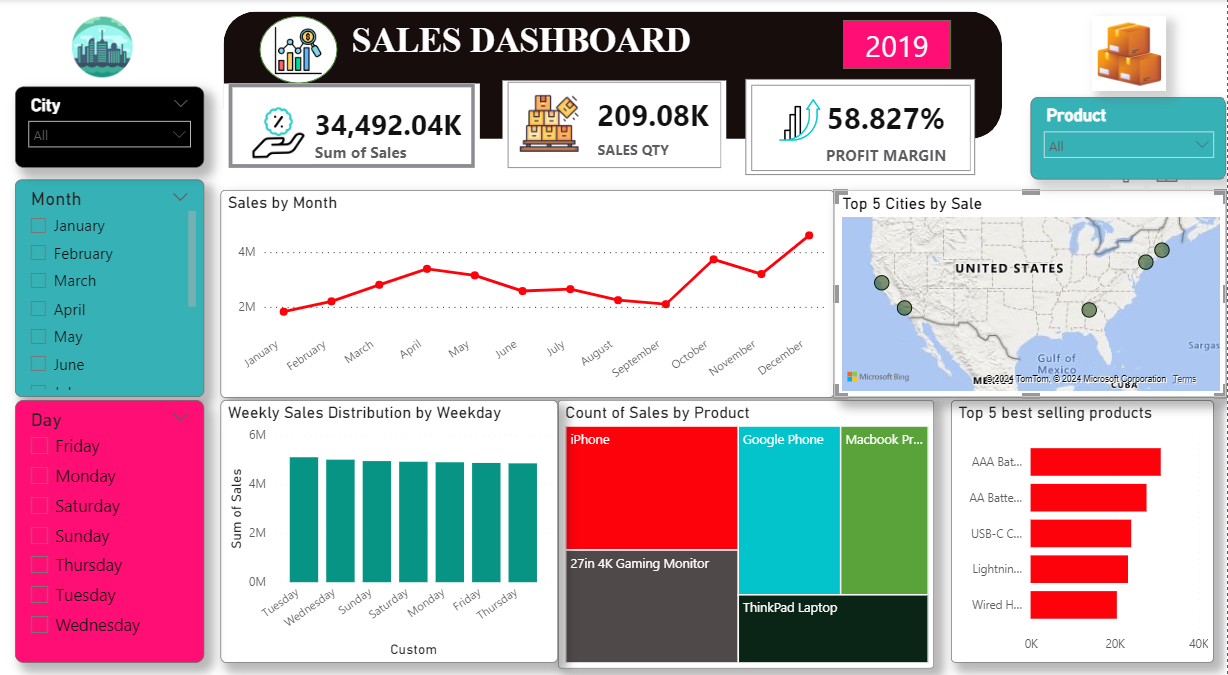 SALES DASHBOARD
2019
City
All
34,492.04K
Sum of Sales
209.08K
SALES QTY
58.827%
PROFIT MARGIN
Product
All
Month
January
February
March
April
May
June
Sales by Month
4M
2M
January
February
March
April
May
June
July
August
September
October
November
December
Top 5 Cities by Sale
UNITED STATES
Gulf of
Mexico
Sargas
CUBA
Microsoft Bing
© 2024 TomTom, © 2024 Microsoft Corporation Terms
Day
Friday
Monday
Saturday
Sunday
Thursday
Tuesday
Wednesday
Weekly Sales Distribution by Weekday
Sum of Sales
6M
4M
2M
0M
Tuesday
Wednesday
Sunday
Saturday
Monday
Friday
Thursday
Custom
Count of Sales by Product
iPhone
Google Phone
Macbook Pr...
27in 4K Gaming Monitor
ThinkPad Laptop
Top 5 best selling products
AAA Bat...
AA Batte...
USB-C C...
Lightnin...
Wired H...
0K
20K
40K